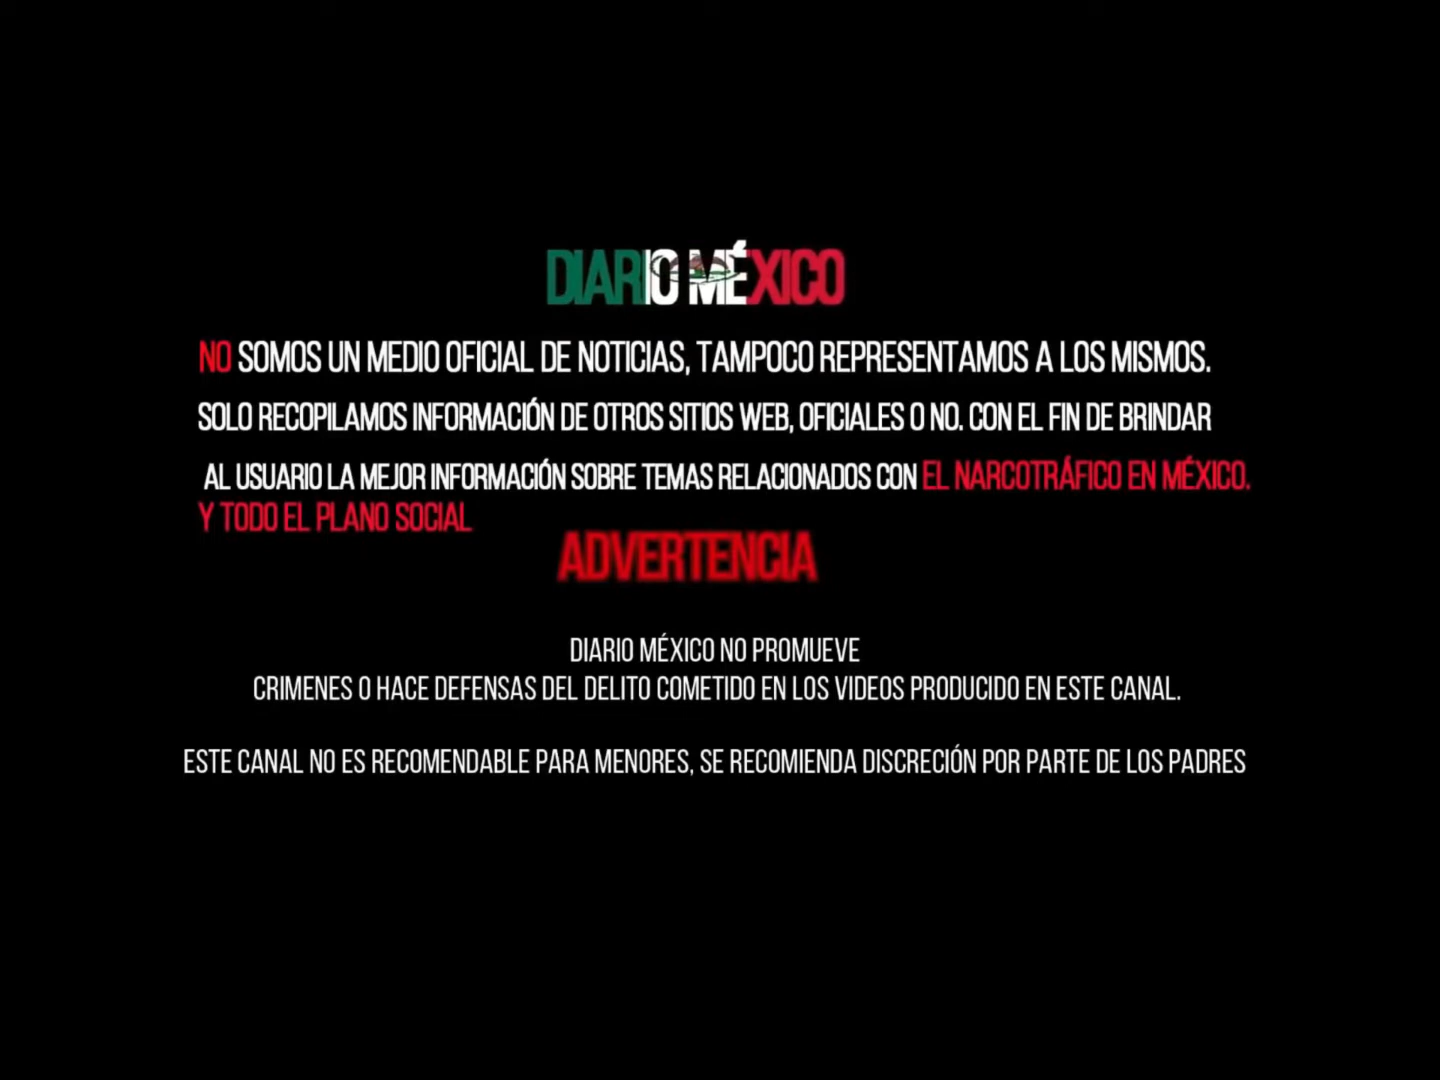 DIARIO MÉXICO
NO SOMOS UN MEDIO OFICIAL DE NOTICIAS, TAMPOCO REPRESENTAMOS A LOS MISMOS.
SOLO RECOPILAMOS INFORMACIÓN DE OTROS SITIOS WEB, OFICIALES O NO. CON EL FIN DE BRINDAR
AL USUARIO LA MEJOR INFORMACIÓN SOBRE TEMAS RELACIONADOS CON EL NARCOTRÁFICO EN MÉXICO.
Y TODO EL PLANO SOCIAL
ADVERTENCIA
DIARIO MÉXICO NO PROMUEVE
CRIMENES O HACE DEFENSAS DEL DELITO COMETIDO EN LOS VIDEOS PRODUCIDO EN ESTE CANAL.
ESTE CANAL NO ES RECOMENDABLE PARA MENORES, SE RECOMIENDA DISCRECIÓN POR PARTE DE LOS PADRES